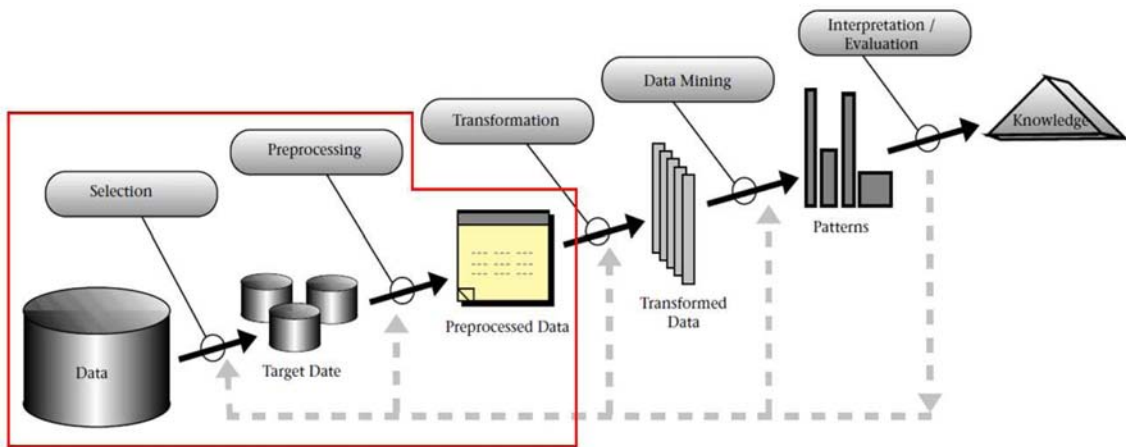 Interpretation /
Evaluation
Data Mining
Knowledge
Transformation
Preprocessing
Selection
Patterns
Transformed
Data
Preprocessed Data
Target Date
Data